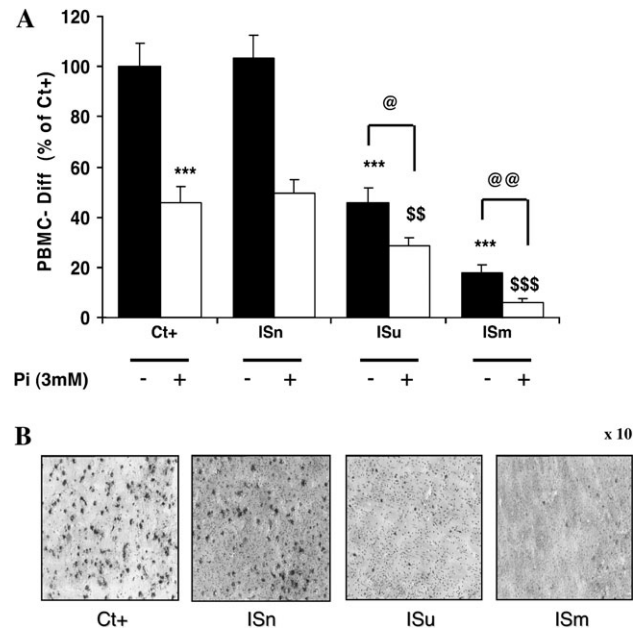 A
PBMC- Diff (% of Ct+)
120
100
80
60
40
20
0
***
@
***
$$
@@
***
$$$
Ct+ ISn ISu ISm
Pi (3mM) - + - + - + - +
B
x 10
Ct+ ISn ISu ISm